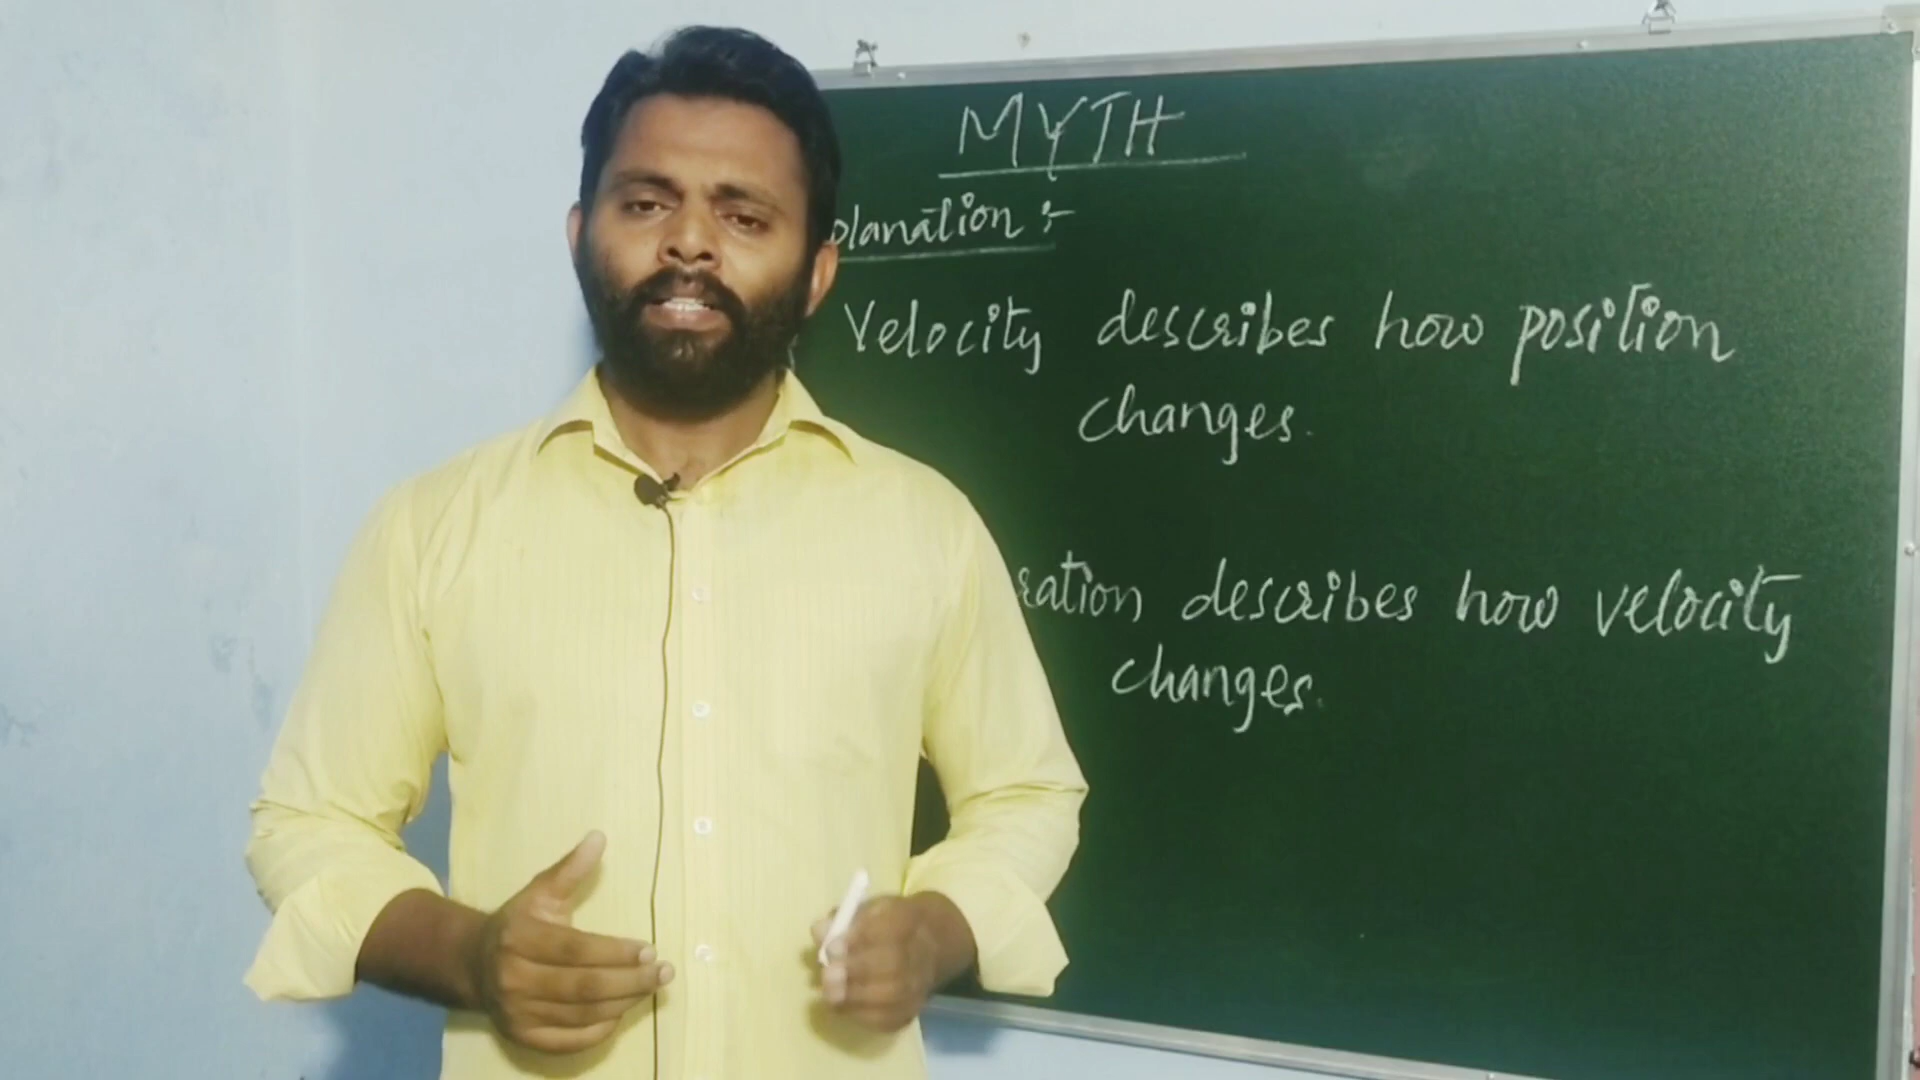 MYTH
planation :-
Velocity describes how position
changes.
ration describes how velocity
changes.